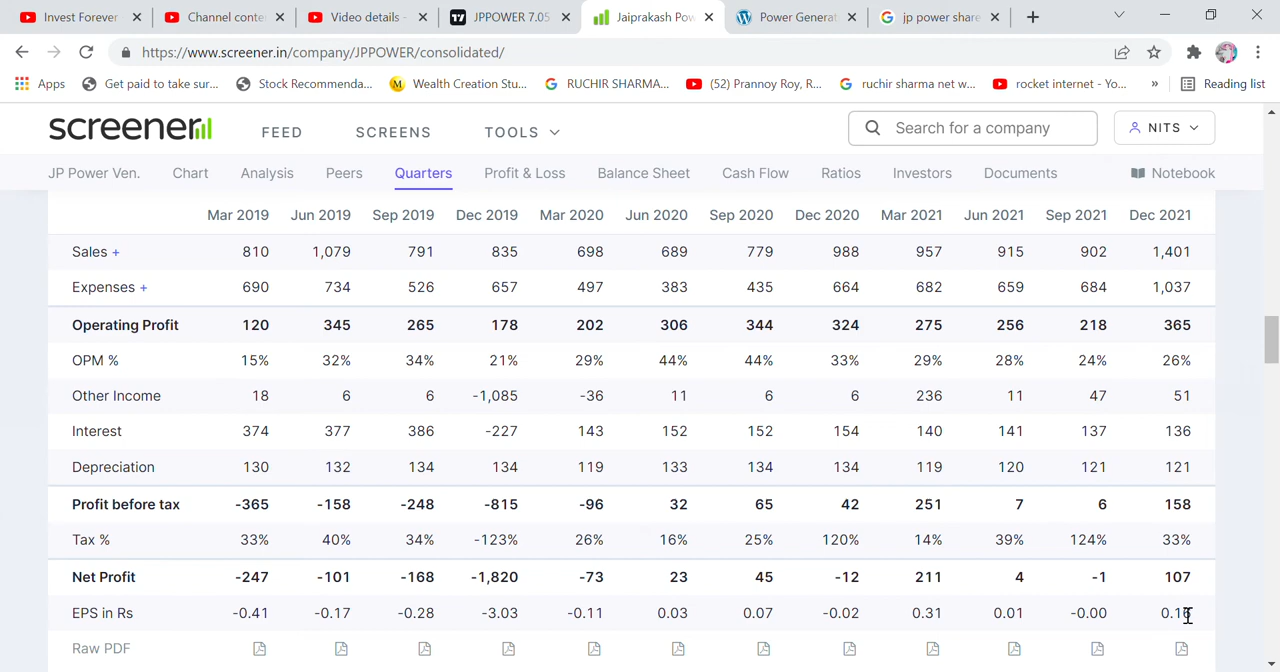 Invest Forever
Channel conte
Video details -
JPPOWER 7.05
Jaiprakash Pow
Power Generat
jp power share
https://www.screener.in/company/JPPOWER/consolidated/
Apps Get paid to take sur... Stock Recommenda... Wealth Creation Stu... RUCHIR SHARMA... (52) Prannoy Roy, R... ruchir sharma net w... rocket internet - Yo... » Reading list
screener FEED SCREENS TOOLS Search for a company NITS
JP Power Ven. Chart Analysis Peers Quarters Profit & Loss Balance Sheet Cash Flow Ratios Investors Documents Notebook
Mar 2019 Jun 2019 Sep 2019 Dec 2019 Mar 2020 Jun 2020 Sep 2020 Dec 2020 Mar 2021 Jun 2021 Sep 2021 Dec 2021
Sales + 810 1,079 791 835 698 689 779 988 957 915 902 1,401
Expenses + 690 734 526 657 497 383 435 664 682 659 684 1,037
Operating Profit 120 345 265 178 202 306 344 324 275 256 218 365
OPM % 15% 32% 34% 21% 29% 44% 44% 33% 29% 28% 24% 26%
Other Income 18 6 6 -1,085 -36 11 6 6 236 11 47 51
Interest 374 377 386 -227 143 152 152 154 140 141 137 136
Depreciation 130 132 134 134 119 133 134 134 119 120 121 121
Profit before tax -365 -158 -248 -815 -96 32 65 42 251 7 6 158
Tax % 33% 40% 34% -123% 26% 16% 25% 120% 14% 39% 124% 33%
Net Profit -247 -101 -168 -1,820 -73 23 45 -12 211 4 -1 107
EPS in Rs -0.41 -0.17 -0.28 -3.03 -0.11 0.03 0.07 -0.02 0.31 0.01 -0.00
Raw PDF